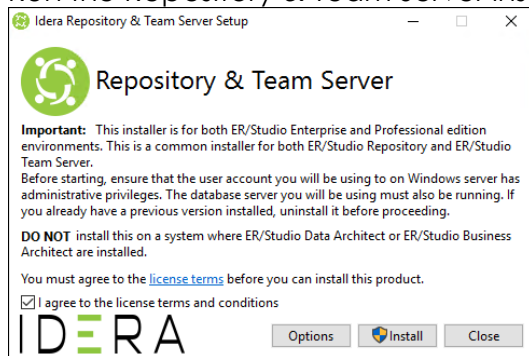 Idera Repository & Team Server Setup
Repository & Team Server
Important: This installer is for both ER/Studio Enterprise and Professional edition
environments. This is a common installer for both ER/Studio Repository and ER/Studio
Team Server.
Before starting, ensure that the user account you will be using to on Windows server has
administrative privileges. The database server you will be using must also be running. If
you already have a previous version installed, uninstall it before proceeding.
DO NOT install this on a system where ER/Studio Data Architect or ER/Studio Business
Architect are installed.
You must agree to the license terms before you can install this product.
I agree to the license terms and conditions
IDERA
Options Install Close